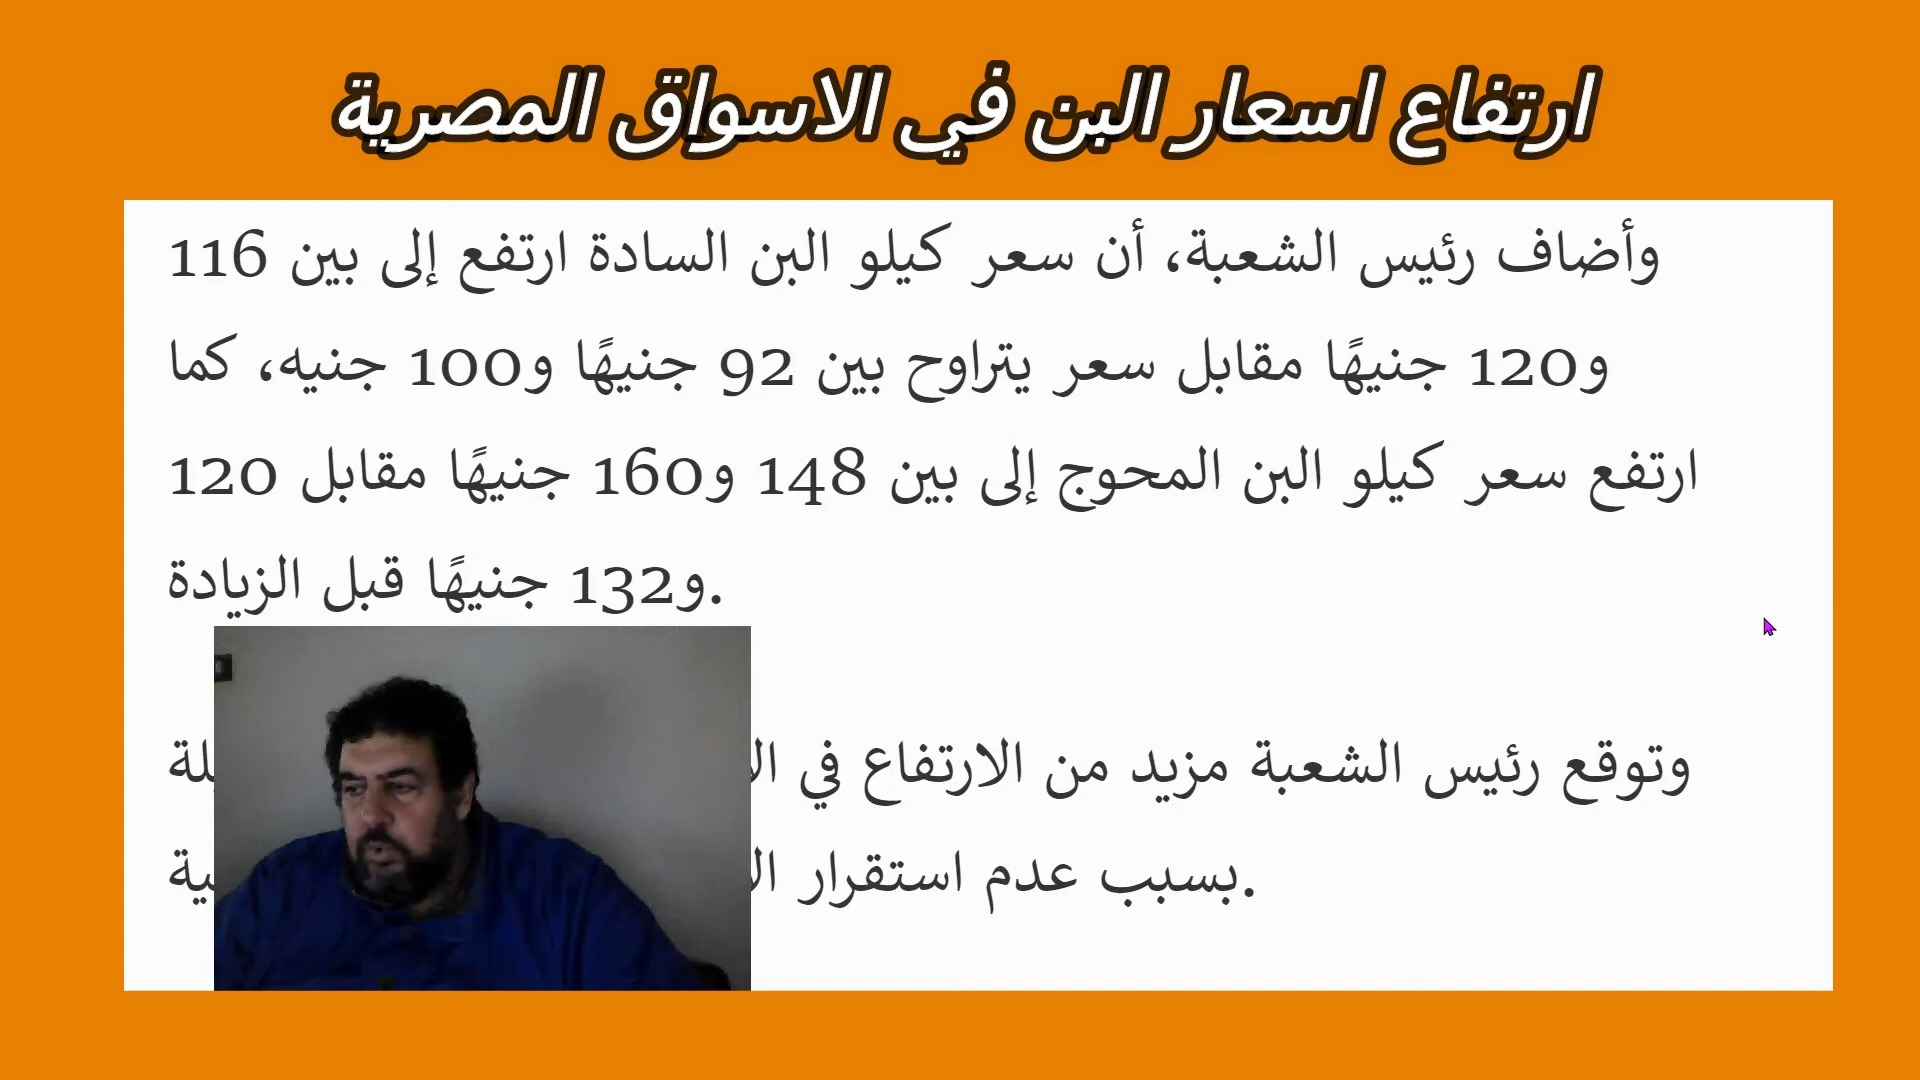 ارتفاع اسعار البن في الاسواق المصرية
وأضاف رئيس الشعبة، أن سعر كيلو البن السادة ارتفع إلى بين 116
و120 جنيهًا مقابل سعر يتراوح بين 92 جنيهًا و100 جنيه، كما
ارتفع سعر كيلو البن المحوج إلى بين 148 و160 جنيهًا مقابل 120
و132 جنيهًا قبل الزيادة.
وتوقع رئيس الشعبة مزيد من الارتفاع في
بسبب عدم استقرار